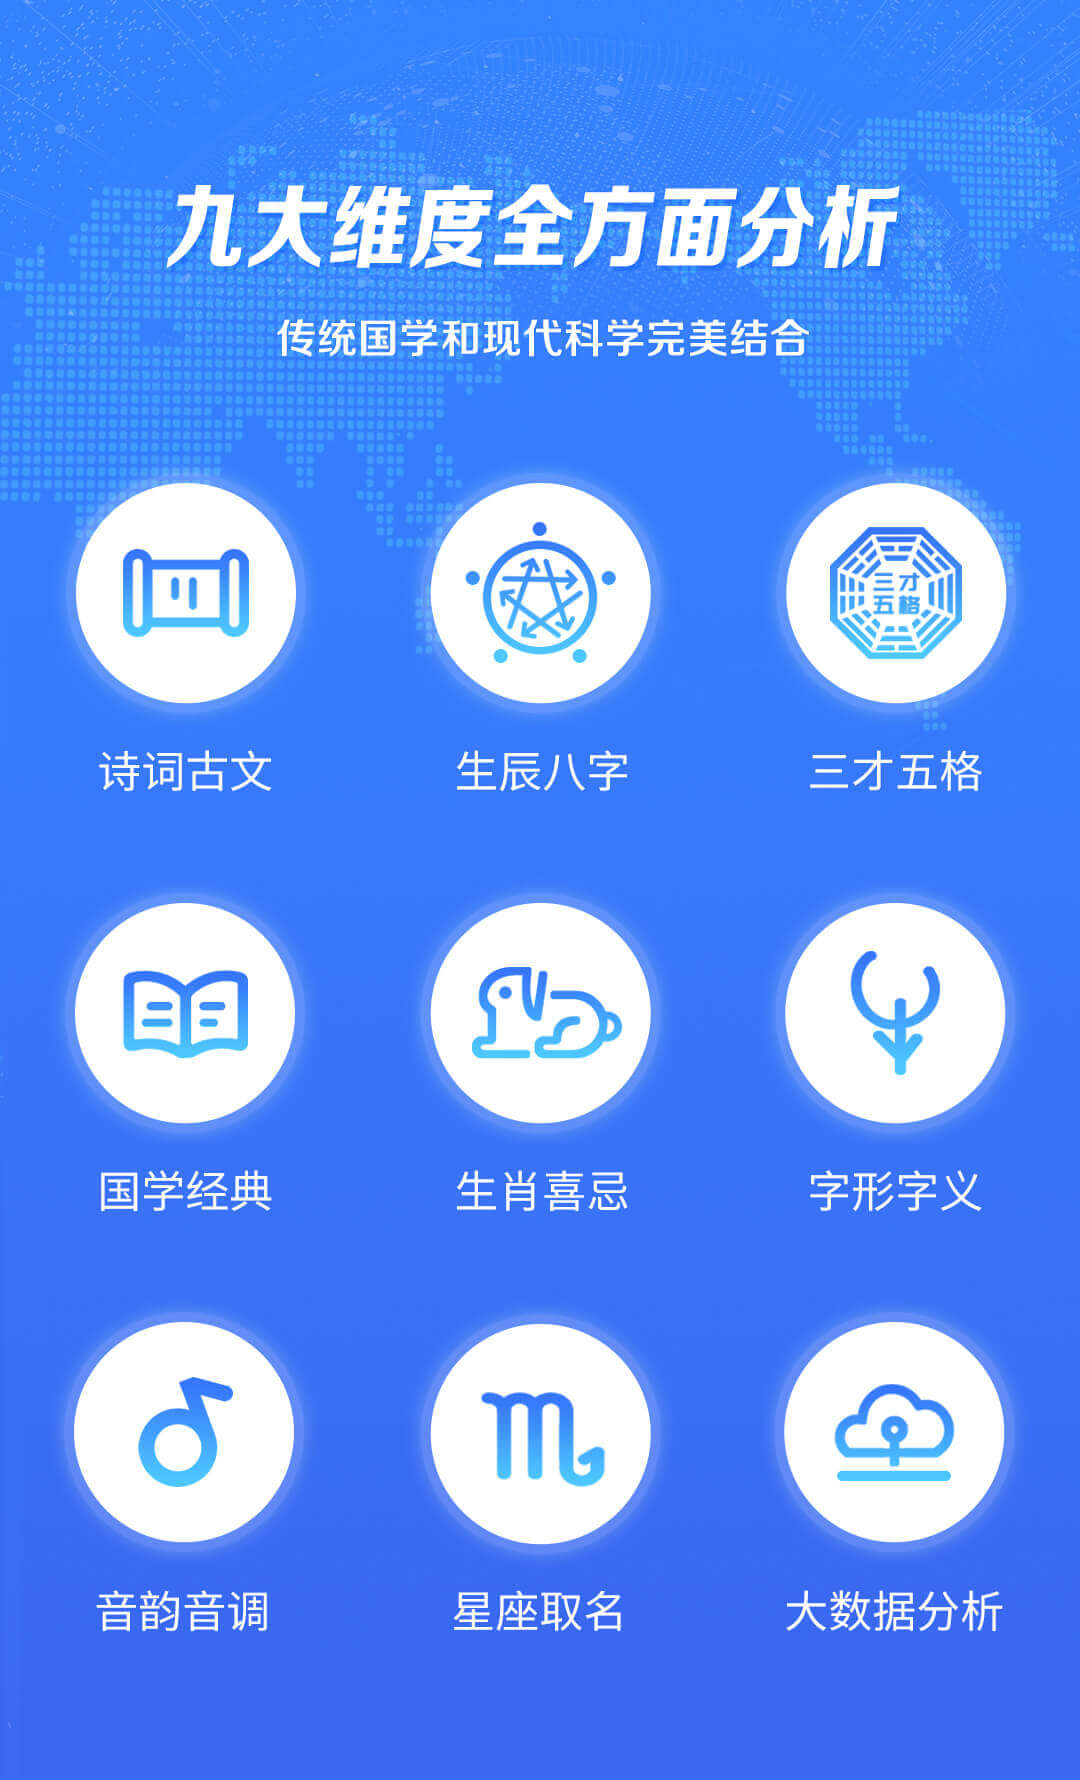 九大维度全方面分析
传统国学和现代科学完美结合
三才
五格
诗词古文
生辰八字
三才五格
国学经典
生肖喜忌
字形字义
音韵音调
星座取名
大数据分析